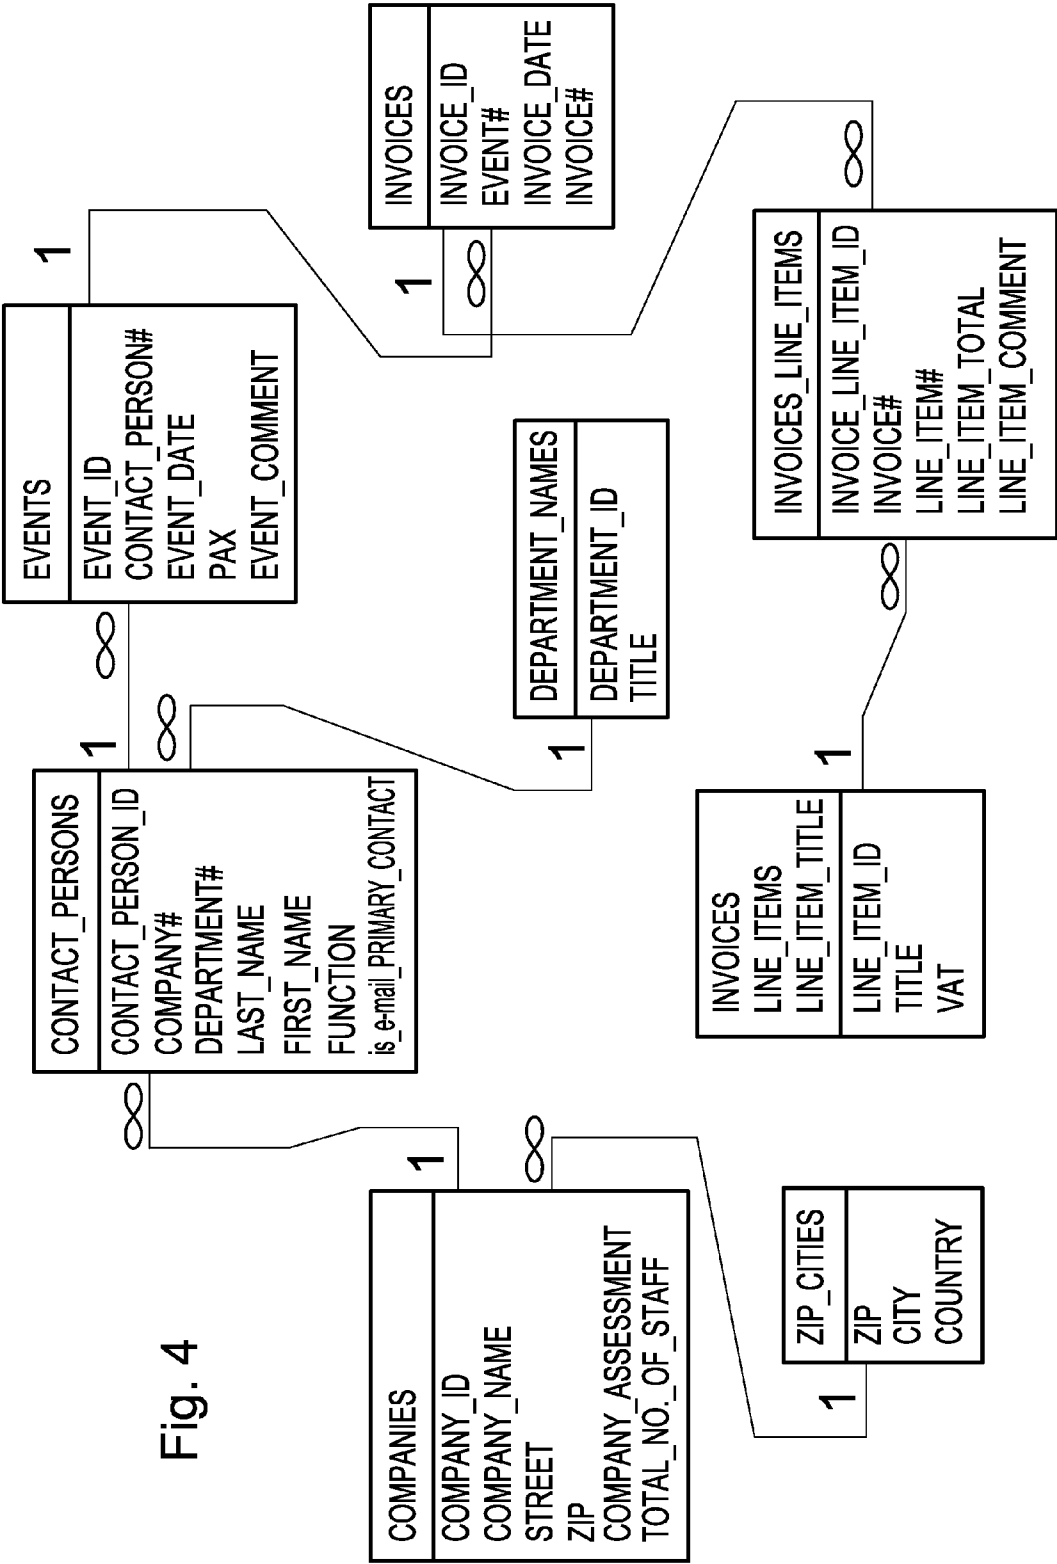 Fig. 4
COMPANIES
COMPANY_ID
COMPANY_NAME
STREET
ZIP
COMPANY_ASSESSMENT
TOTAL_NO._OF_STAFF
1
∞
ZIP_CITIES
ZIP
CITY
COUNTRY
1
CONTACT_PERSONS
CONTACT_PERSON_ID
COMPANY#
DEPARTMENT#
LAST_NAME
FIRST_NAME
FUNCTION
is_e-mail_PRIMARY_CONTACT
∞
1
∞
INVOICES
LINE_ITEMS
LINE_ITEM_TITLE
LINE_ITEM_ID
TITLE
VAT
1
DEPARTMENT_NAMES
DEPARTMENT_ID
TITLE
1
EVENTS
EVENT_ID
CONTACT_PERSON#
EVENT_DATE
PAX
EVENT_COMMENT
∞
1
INVOICES_LINE_ITEMS
INVOICE_LINE_ITEM_ID
INVOICE#
LINE_ITEM#
LINE_ITEM_TOTAL
LINE_ITEM_COMMENT
∞
∞
INVOICES
INVOICE_ID
EVENT#
INVOICE_DATE
INVOICE#
1
∞